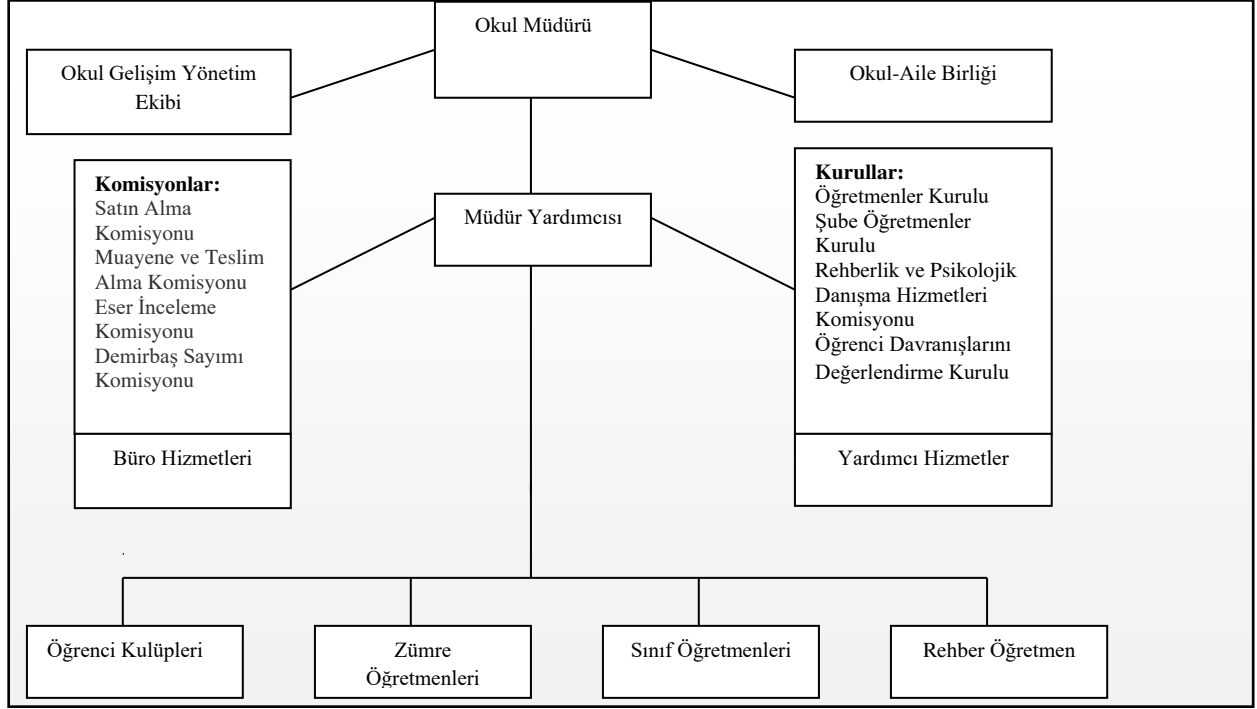 Okul Müdürü
Okul Gelişim Yönetim
Ekibi
Okul-Aile Birliği
Komisyonlar:
Satın Alma
Komisyonu
Muayene ve Teslim
Alma Komisyonu
Eser İnceleme
Komisyonu
Demirbaş Sayımı
Komisyonu
Müdür Yardımcısı
Kurullar:
Öğretmenler Kurulu
Şube Öğretmenler
Kurulu
Rehberlik ve Psikolojik
Danışma Hizmetleri
Komisyonu
Öğrenci Davranışlarını
Değerlendirme Kurulu
Büro Hizmetleri
Yardımcı Hizmetler
Öğrenci Kulüpleri
Zümre
Öğretmenleri
Sınıf Öğretmenleri
Rehber Öğretmen